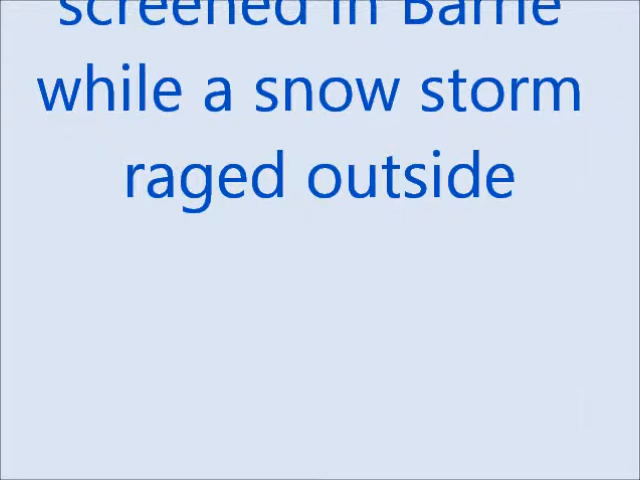 screened in Barrie
while a snow storm
raged outside